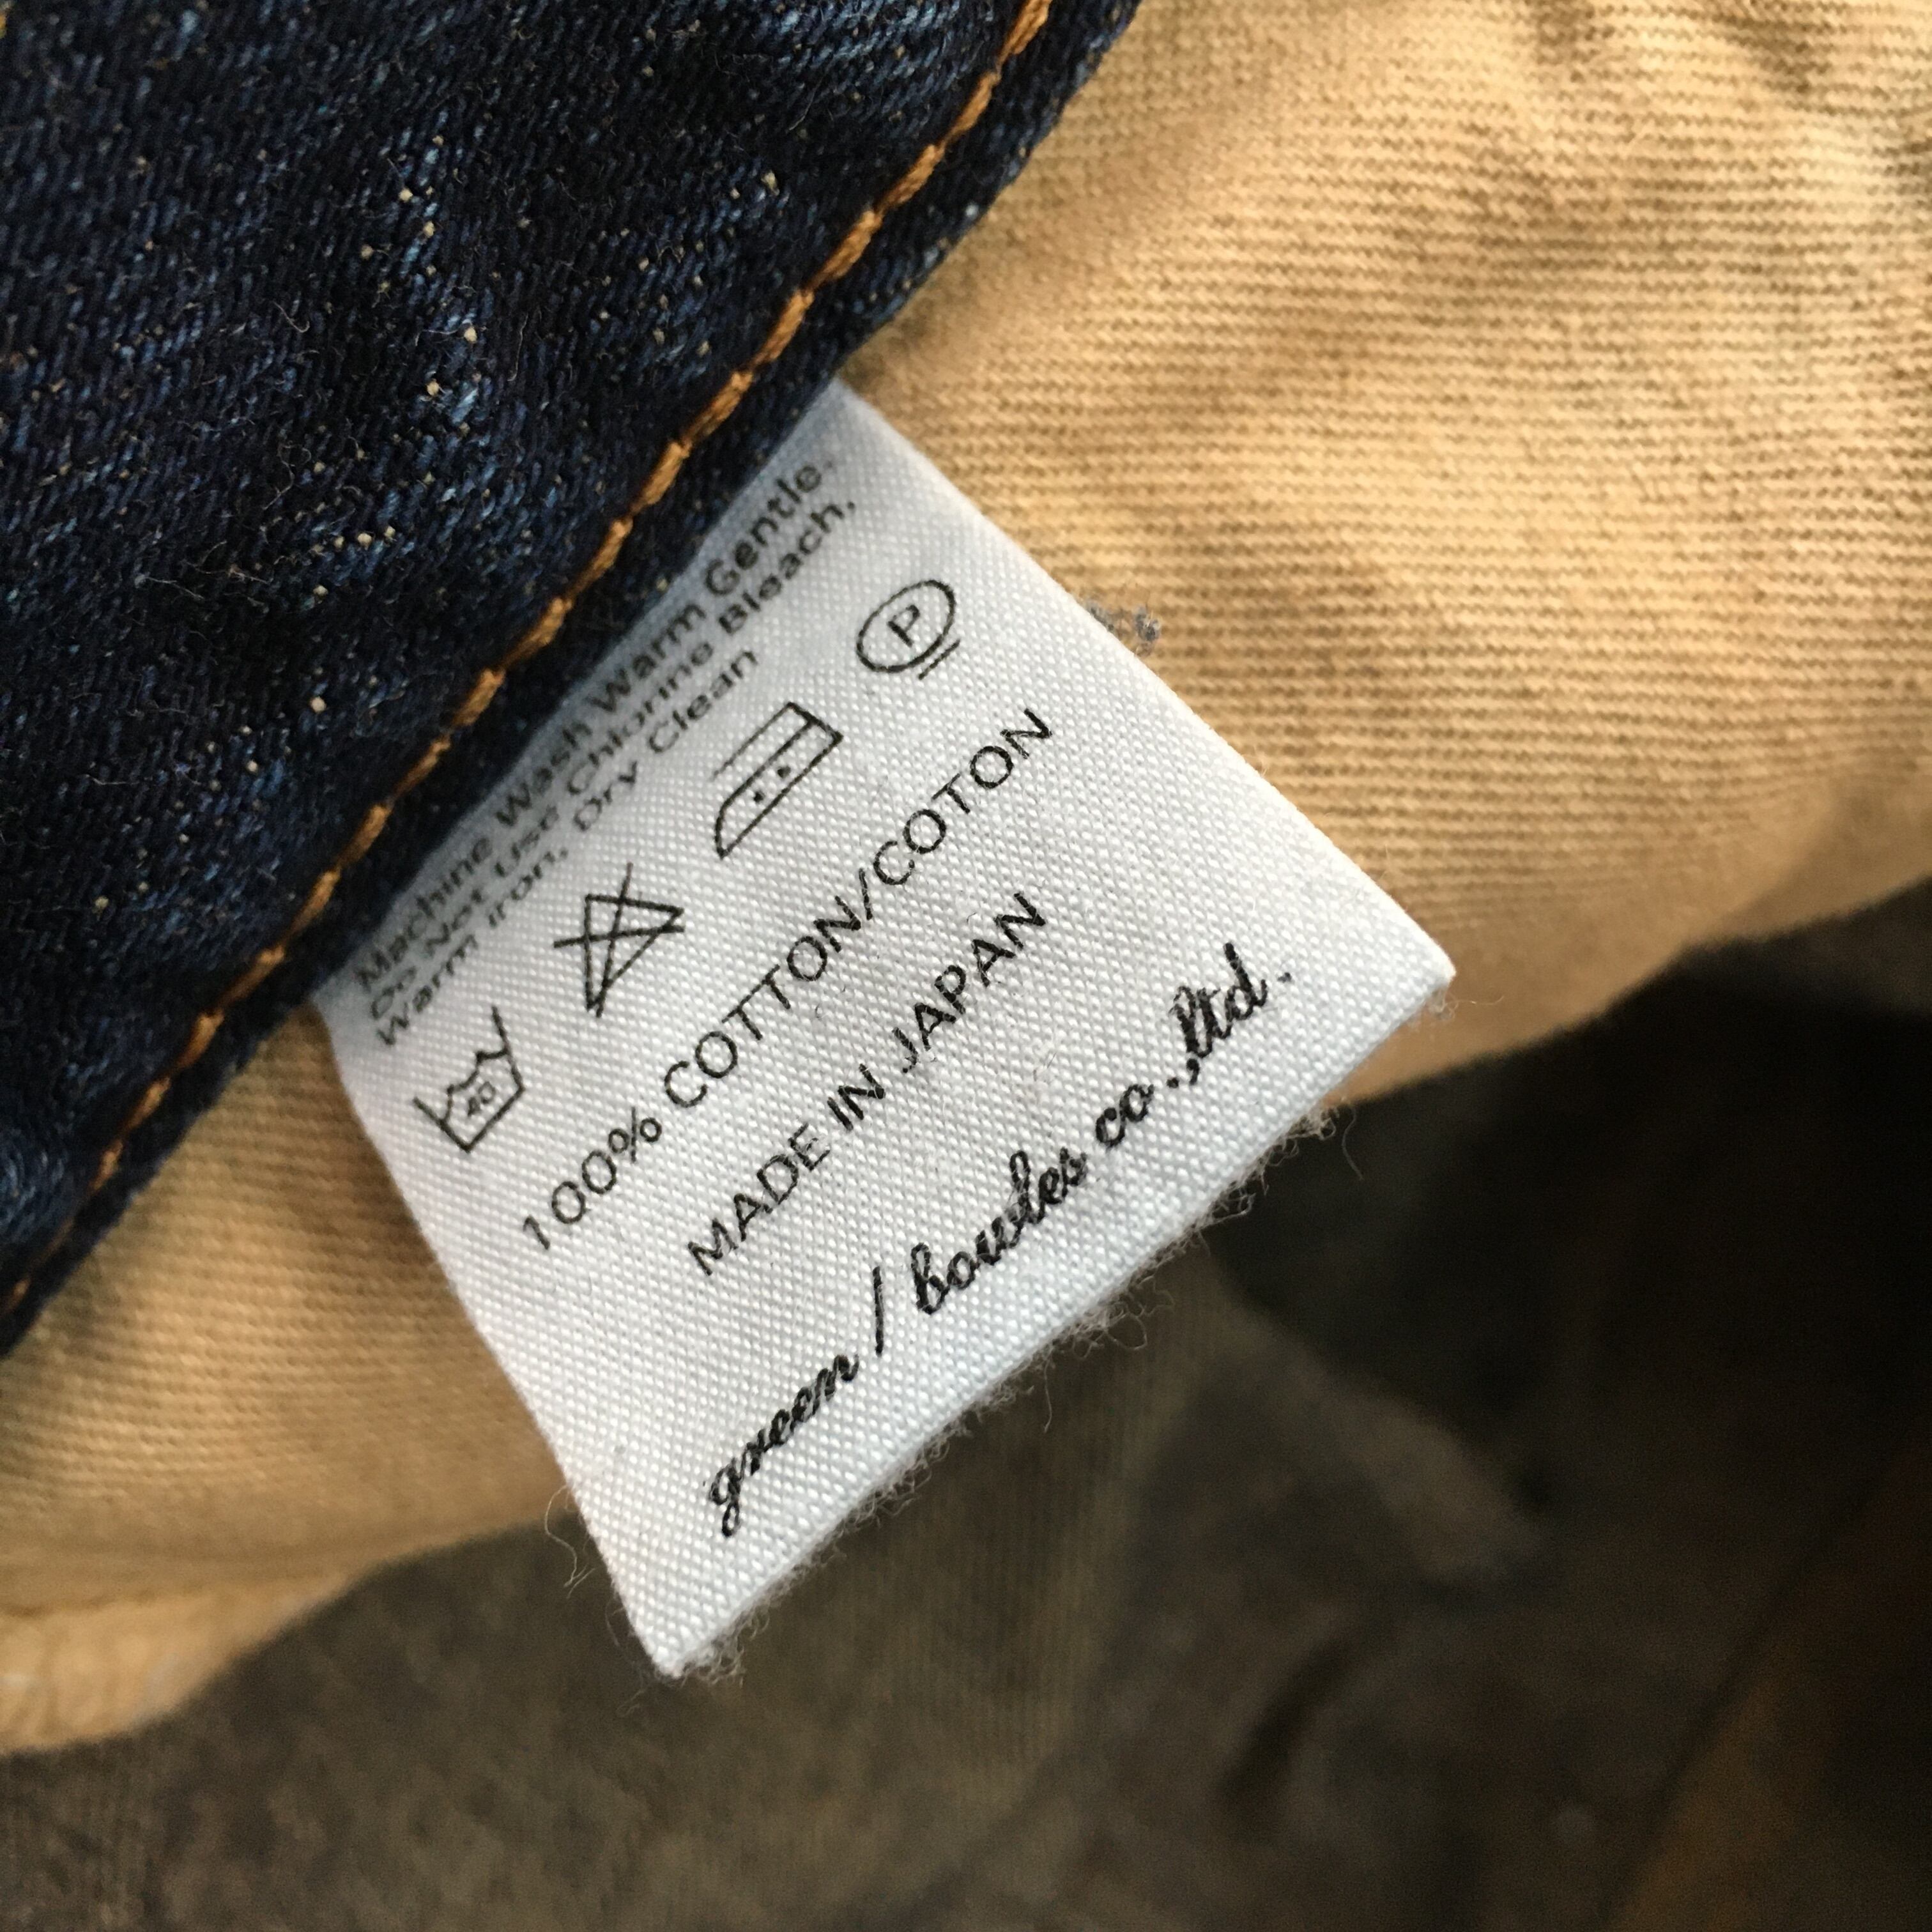 Machine Wash Warm Gentle.
Do Not Use Chlorine Bleach.
Warm Iron. Dry Clean
40 P
100% COTTON/COTON
MADE IN JAPAN
green / bowles co.,ltd.